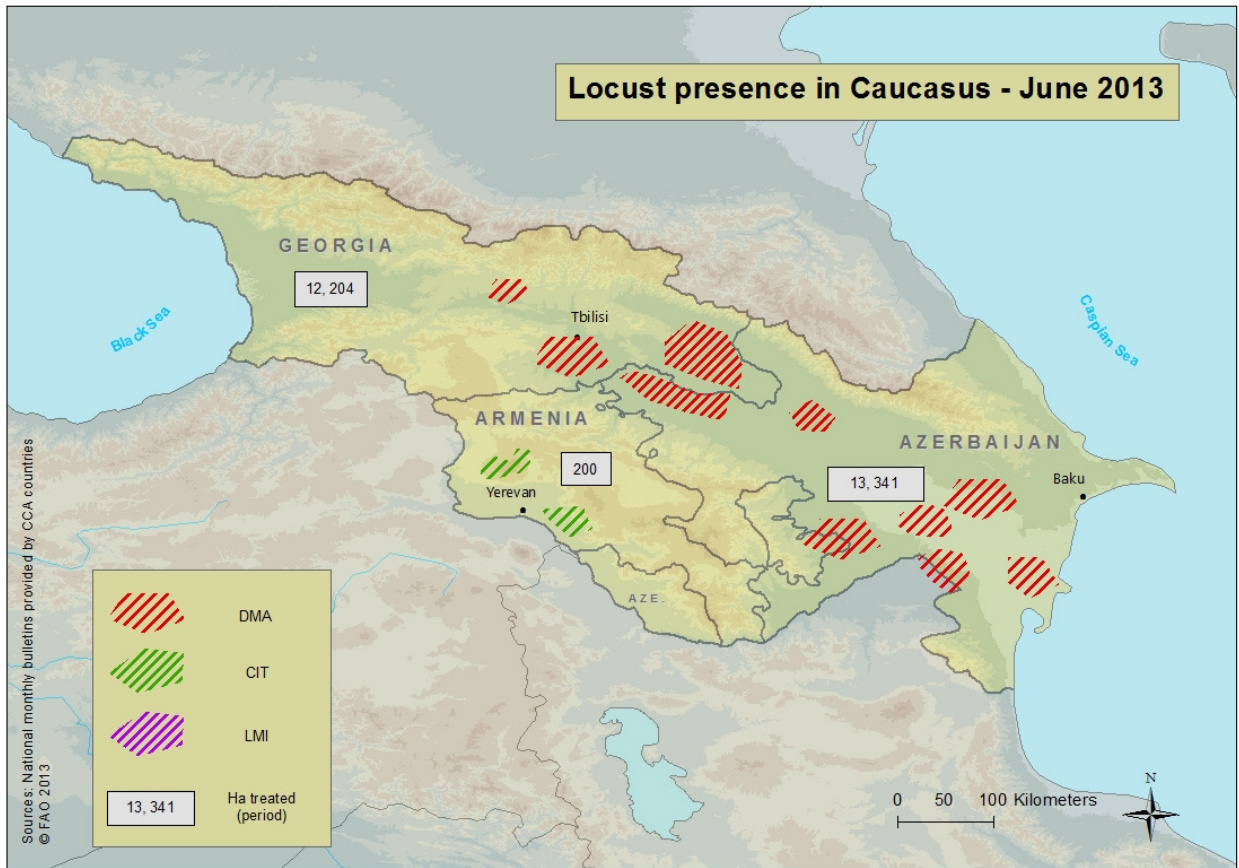 Locust presence in Caucasus - June 2013
GEORGIA
12, 204
Tbilisi
Black Sea
Caspian Sea
ARMENIA
200
Yerevan
AZERBAIJAN
13, 341
Baku
AZE.
DMA
CIT
LMI
13, 341
Ha treated
(period)
0 50 100 Kilometers
N
Sources: National monthly bulletins provided by CCA countries
© FAO 2013